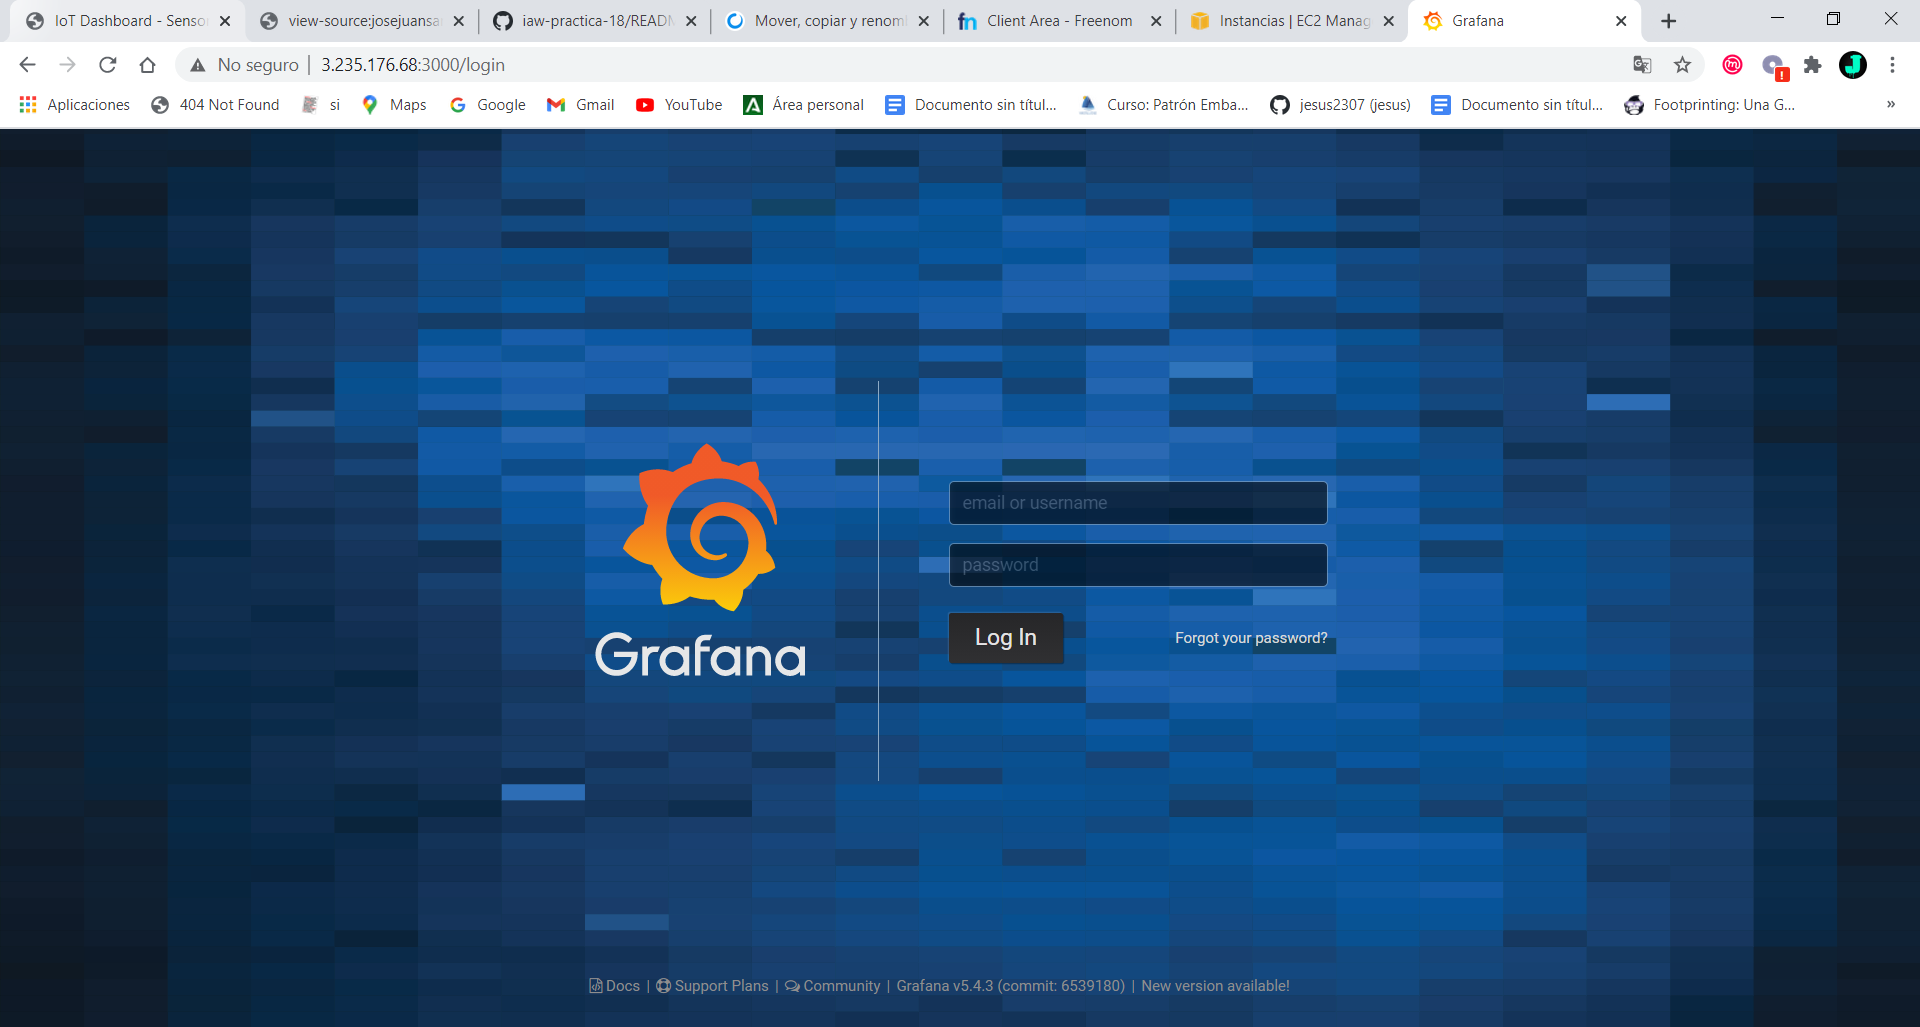 IoT Dashboard - Senso
view-source:josejuansa
iaw-practica-18/READM
Mover, copiar y renom
Client Area - Freenom
Instancias | EC2 Manag
Grafana
No seguro | 3.235.176.68:3000/login
Aplicaciones
404 Not Found
si
Maps
Google
Gmail
YouTube
Área personal
Documento sin títul...
Curso: Patrón Emba...
jesus2307 (jesus)
Documento sin títul...
Footprinting: Una G...
»
email or username
password
Log In
Forgot your password?
Grafana
Docs | Support Plans | Community | Grafana v5.4.3 (commit: 6539180) | New version available!